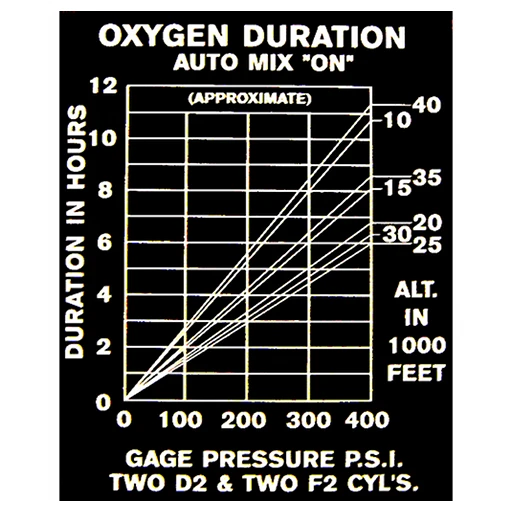 OXYGEN DURATION
AUTO MIX "ON"
(APPROXIMATE)
DURATION IN HOURS
12
10
8
6
4
2
0
0 100 200 300 400
40
10
35
15
20
30
25
ALT.
IN
1000
FEET
GAGE PRESSURE P.S.I.
TWO D2 & TWO F2 CYL'S.